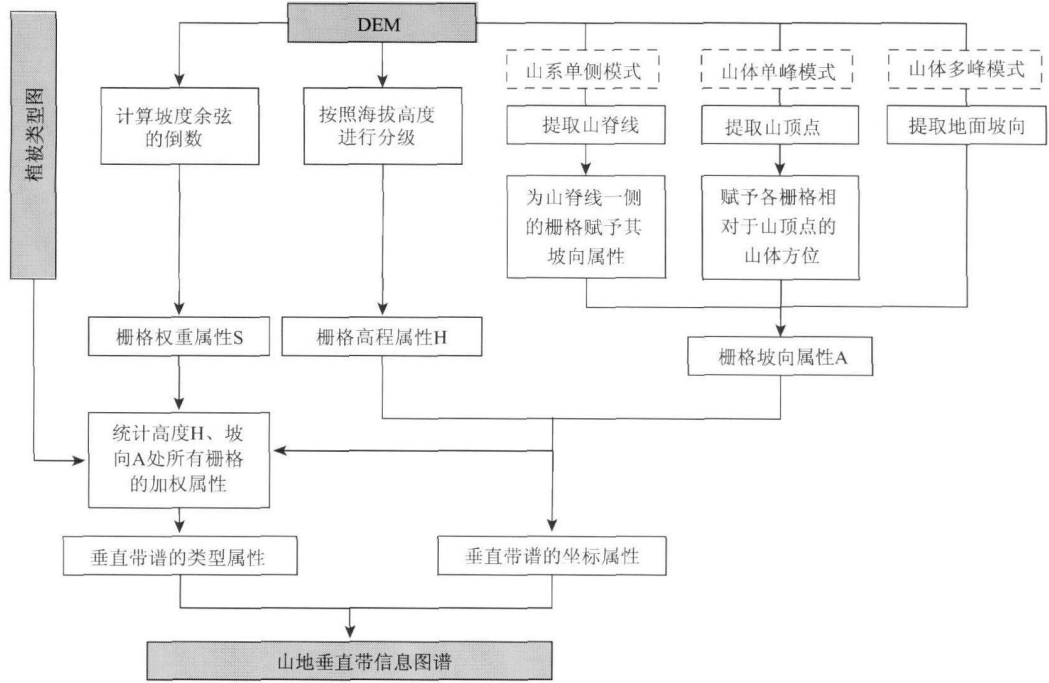 DEM
植被类型图
山系单侧模式
山体单峰模式
山体多峰模式
计算坡度余弦
的倒数
按照海拔高度
进行分级
提取山脊线
提取山顶点
提取地面坡向
为山脊线一侧
的栅格赋予其
坡向属性
赋予各栅格相
对于山顶点的
山体方位
栅格权重属性S
栅格高程属性H
栅格坡向属性A
统计高度H、坡
向A处所有栅格
的加权属性
垂直带谱的类型属性
垂直带谱的坐标属性
山地垂直带信息图谱